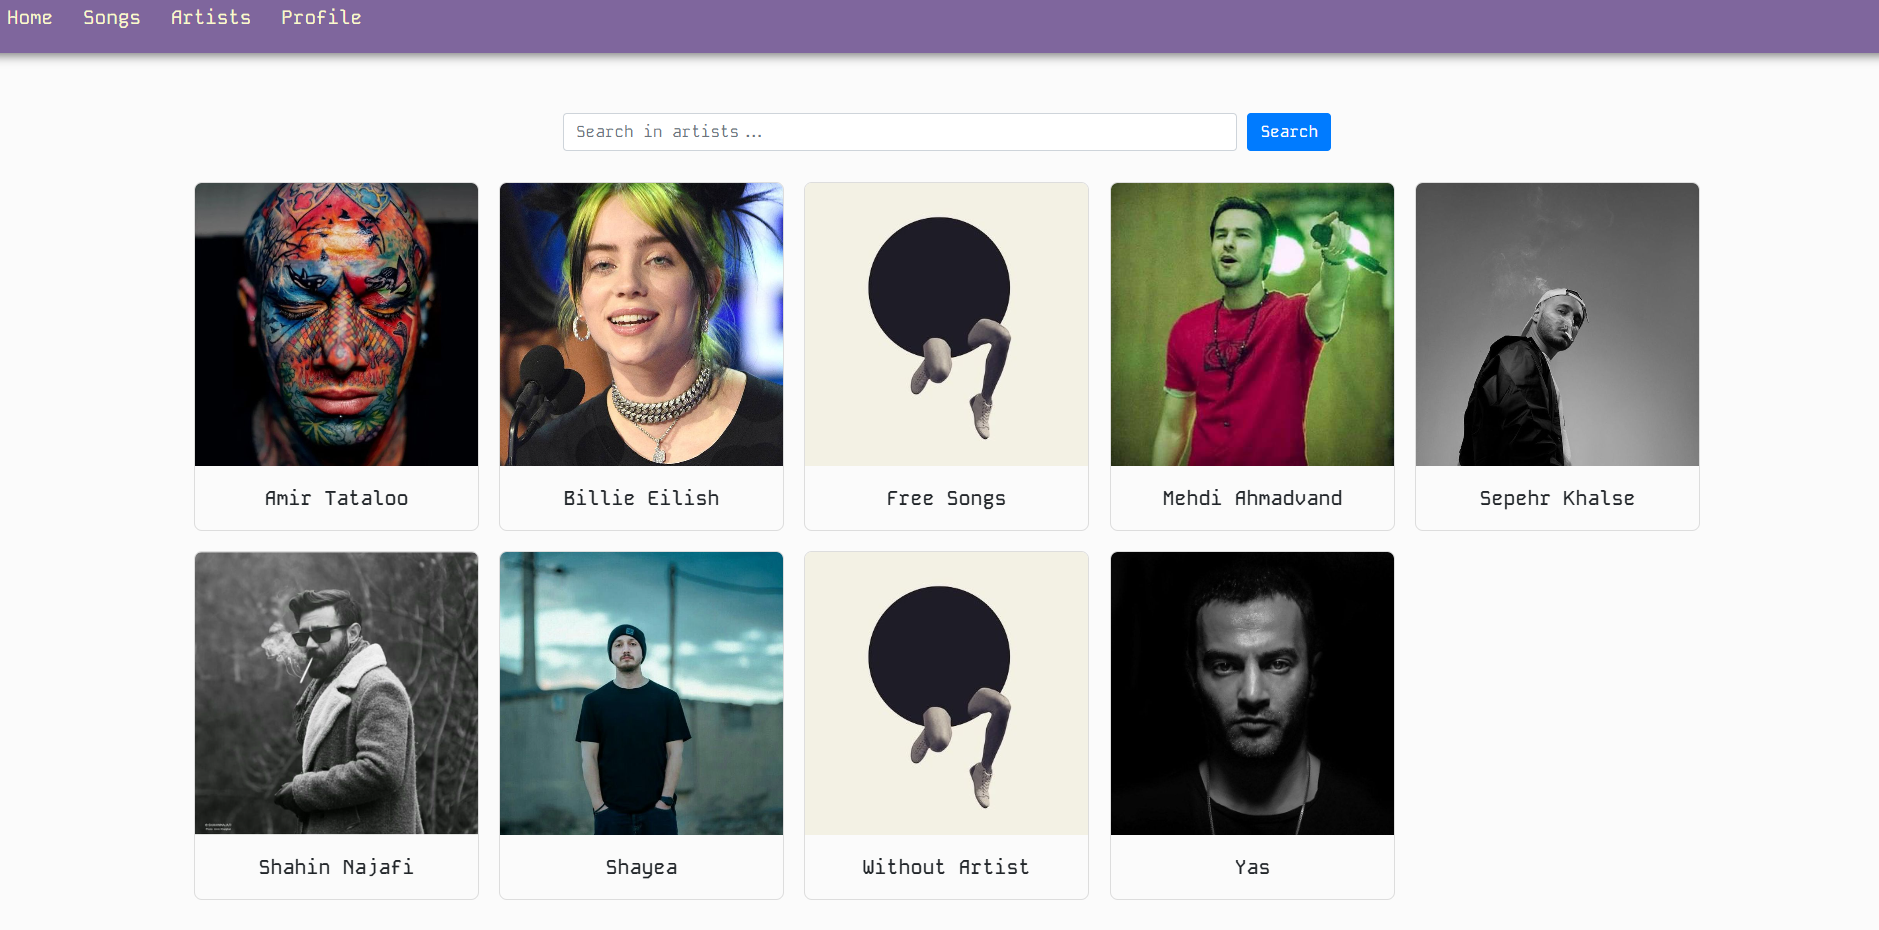 Home Songs Artists Profile
Search in artists ...
Search
Amir Tataloo
Billie Eilish
Free Songs
Mehdi Ahmadvand
Sepehr Khalse
Shahin Najafi
Shayea
Without Artist
Yas